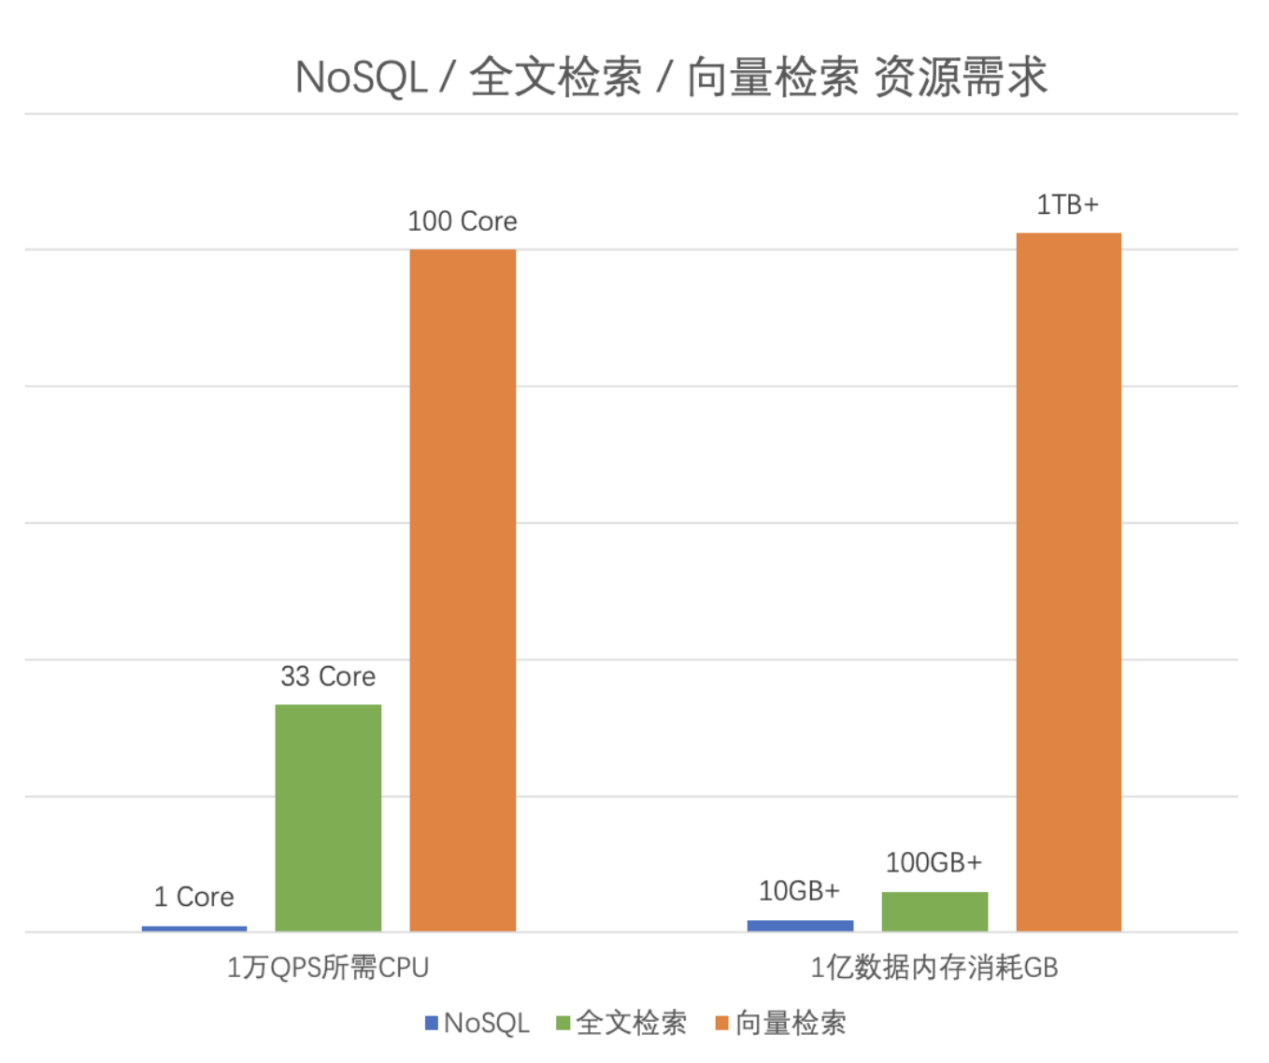 NoSQL / 全文检索 / 向量检索 资源需求
1TB+
100 Core
33 Core
100GB+
10GB+
1 Core
1万QPS所需CPU
1亿数据内存消耗GB
NoSQL 全文检索 向量检索